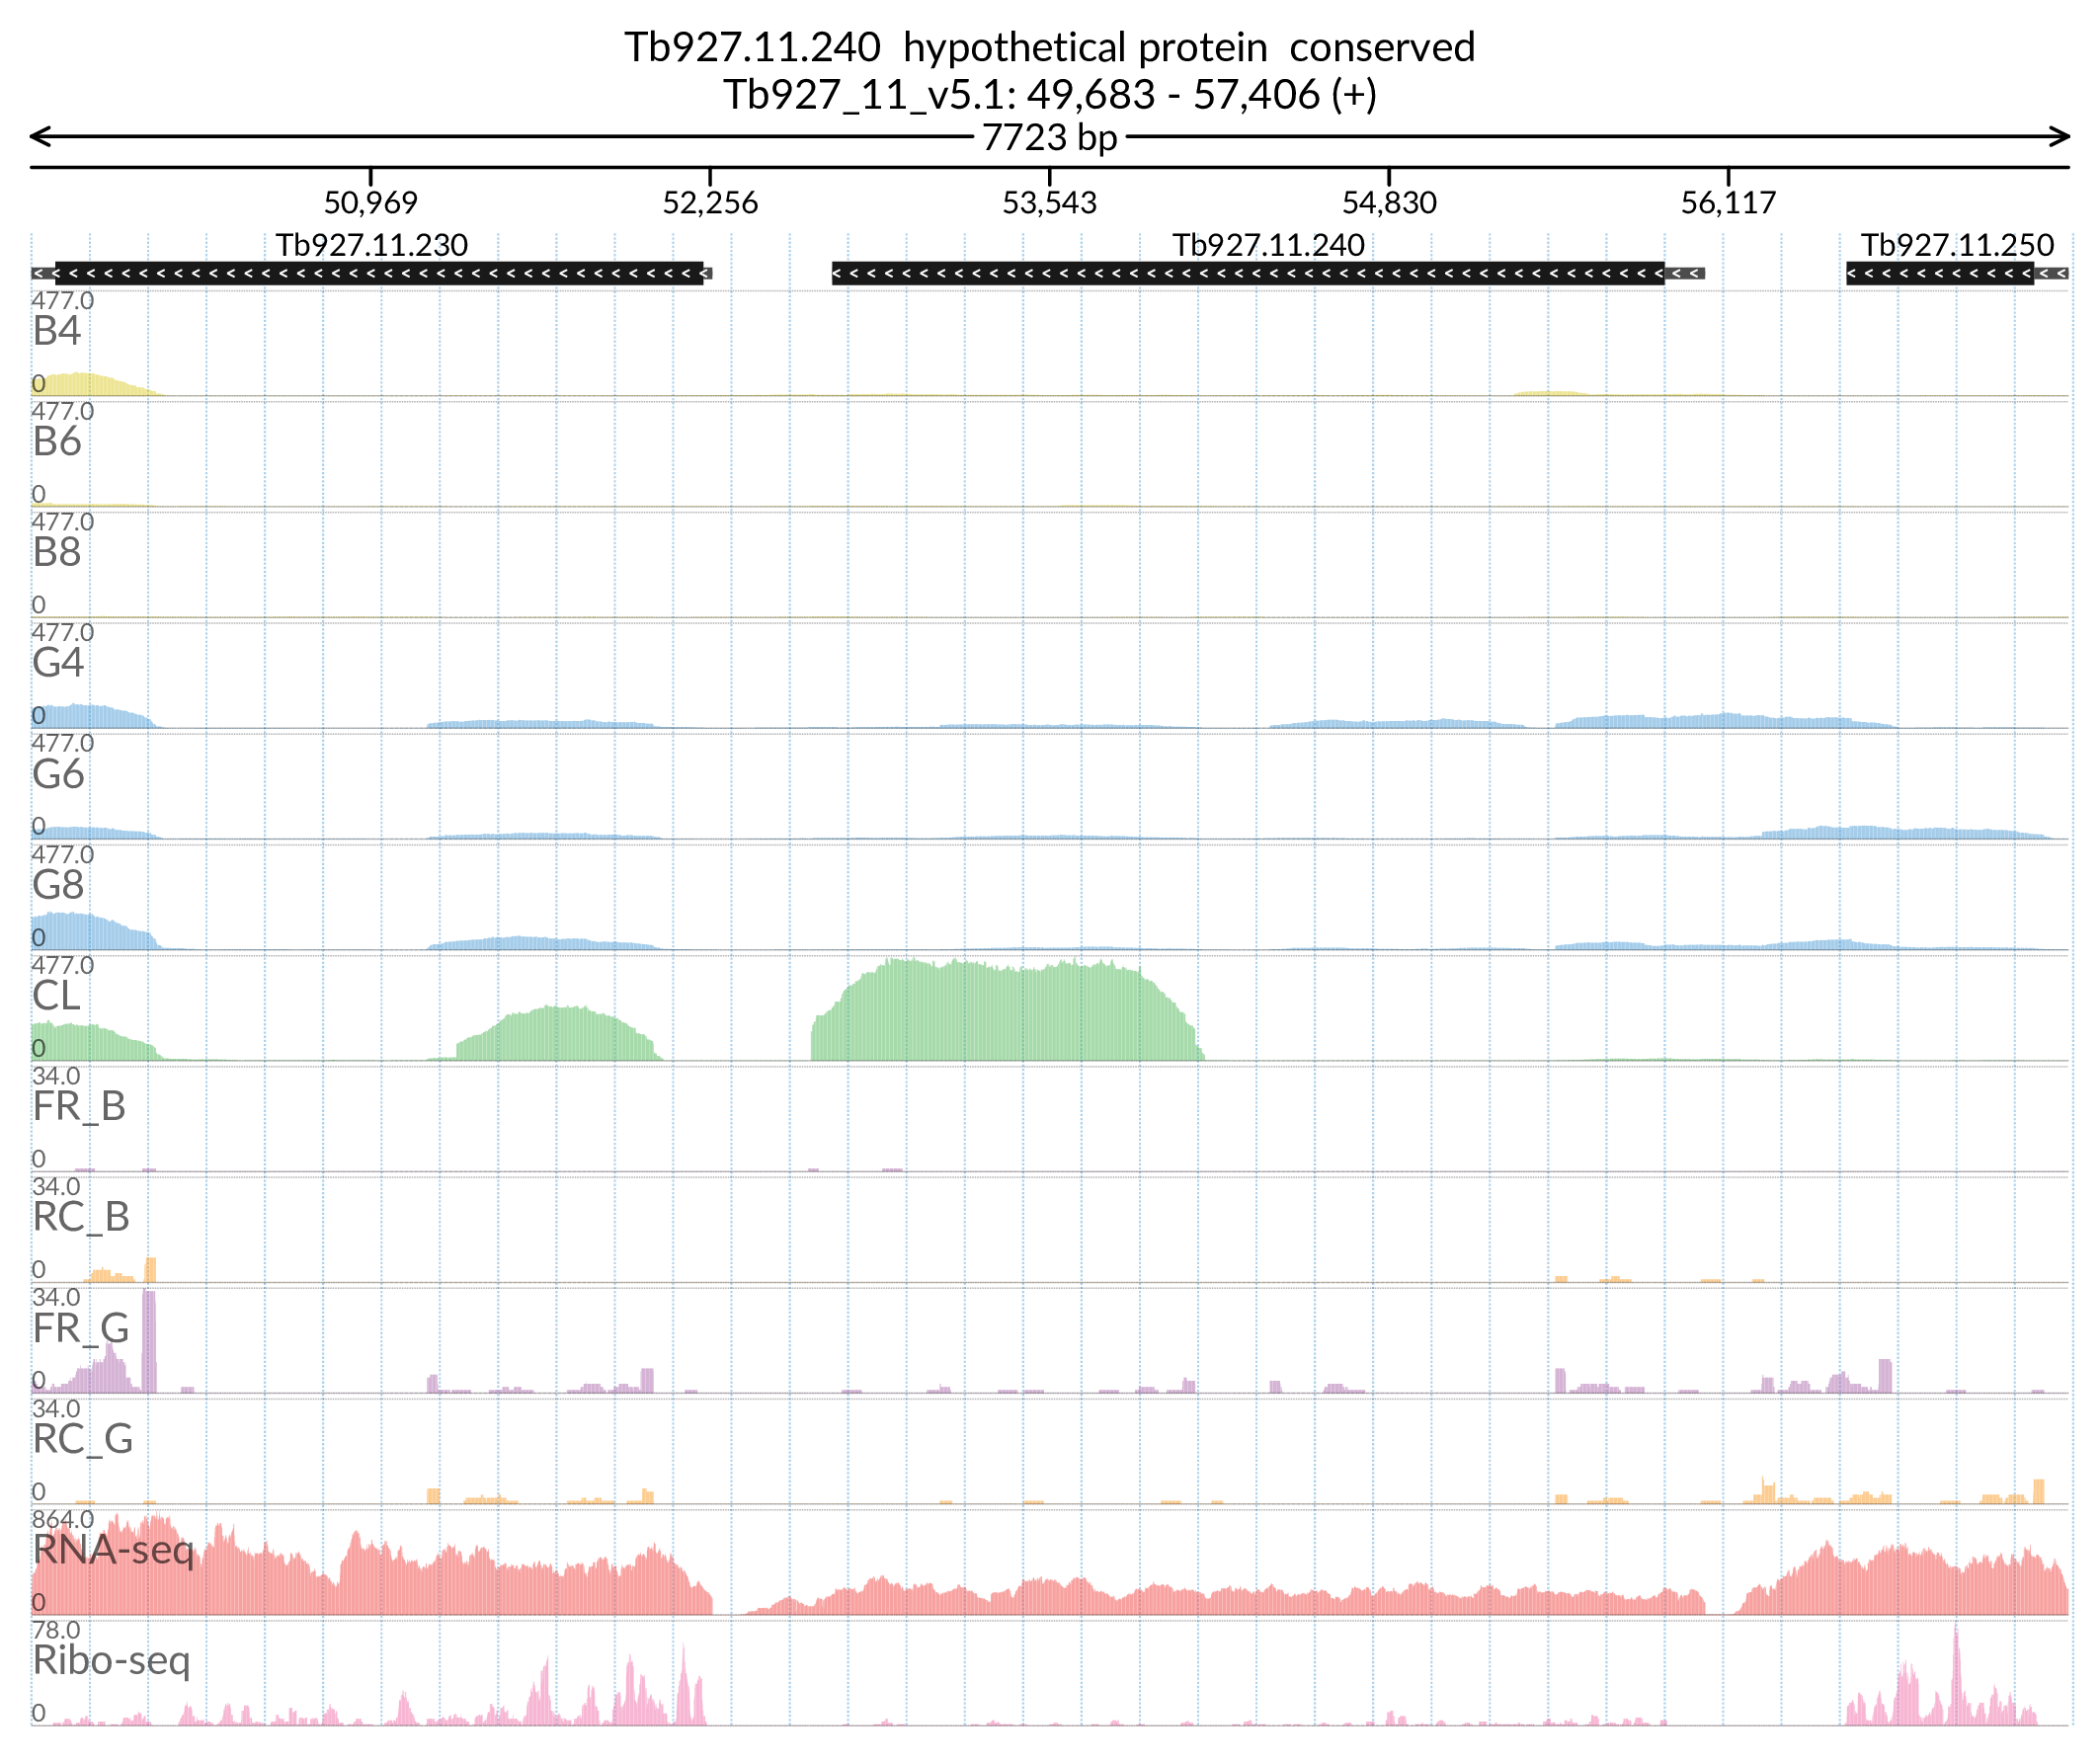 Tb927.11.240 hypothetical protein conserved
Tb927_11_v5.1: 49,683 - 57,406 (+)
7723 bp
50,969 52,256 53,543 54,830 56,117
Tb927.11.230 Tb927.11.240 Tb927.11.250
477.0
B4
0
477.0
B6
0
477.0
B8
0
477.0
G4
0
477.0
G6
0
477.0
G8
0
477.0
CL
0
34.0
FR_B
0
34.0
RC_B
0
34.0
FR_G
0
34.0
RC_G
0
864.0
RNA-seq
0
78.0
Ribo-seq
0